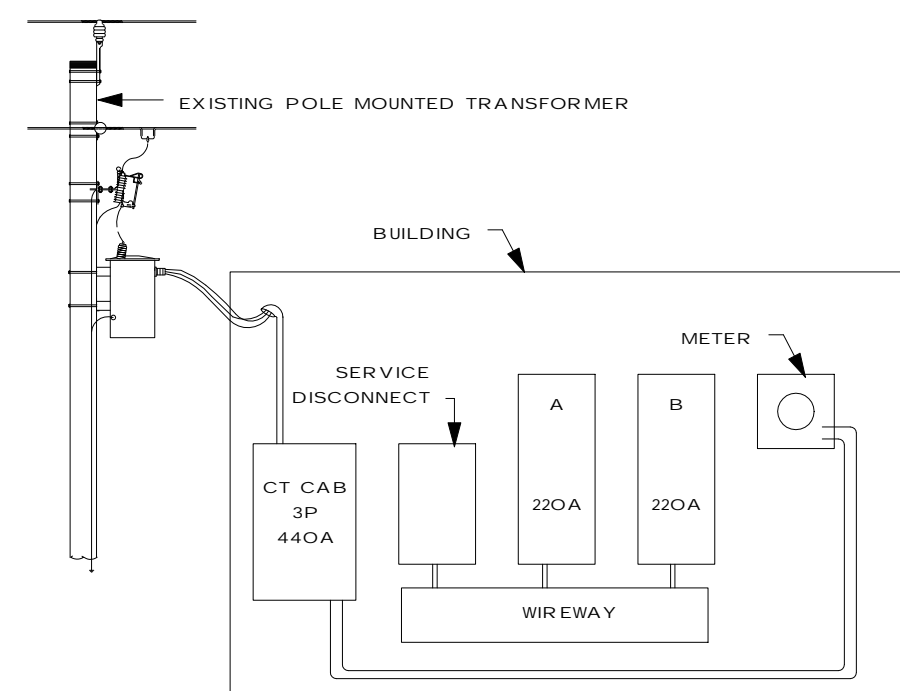 EXISTING POLE MOUNTED TRANSFORMER
BUILDING
METER
SERVICE
DISCONNECT
A
B
CT CAB
3P
440A
220A
220A
WIREWAY